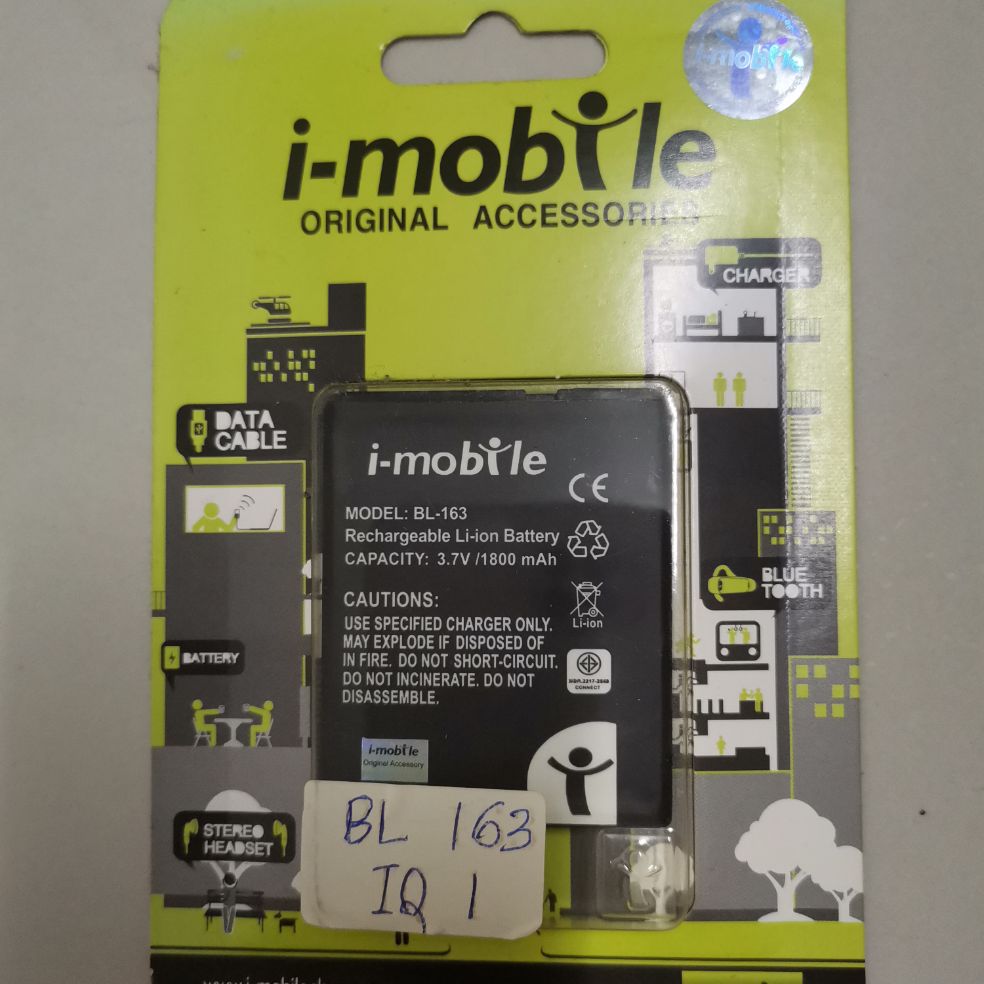 i-mobile
i-mobile
ORIGINAL ACCESSORIES
CHARGER
DATA
CABLE
i-mobile
CE
MODEL: BL-163
Rechargeable Li-ion Battery
CAPACITY: 3.7V /1800 mAh
CAUTIONS:
USE SPECIFIED CHARGER ONLY.
MAY EXPLODE IF DISPOSED OF
IN FIRE. DO NOT SHORT-CIRCUIT.
DO NOT INCINERATE. DO NOT
DISASSEMBLE.
Li-ion
CONNECT
BLUE
TOOTH
BATTERY
i-mobile
Original Accessory
STEREO
HEADSET
BL 163
IQ 1